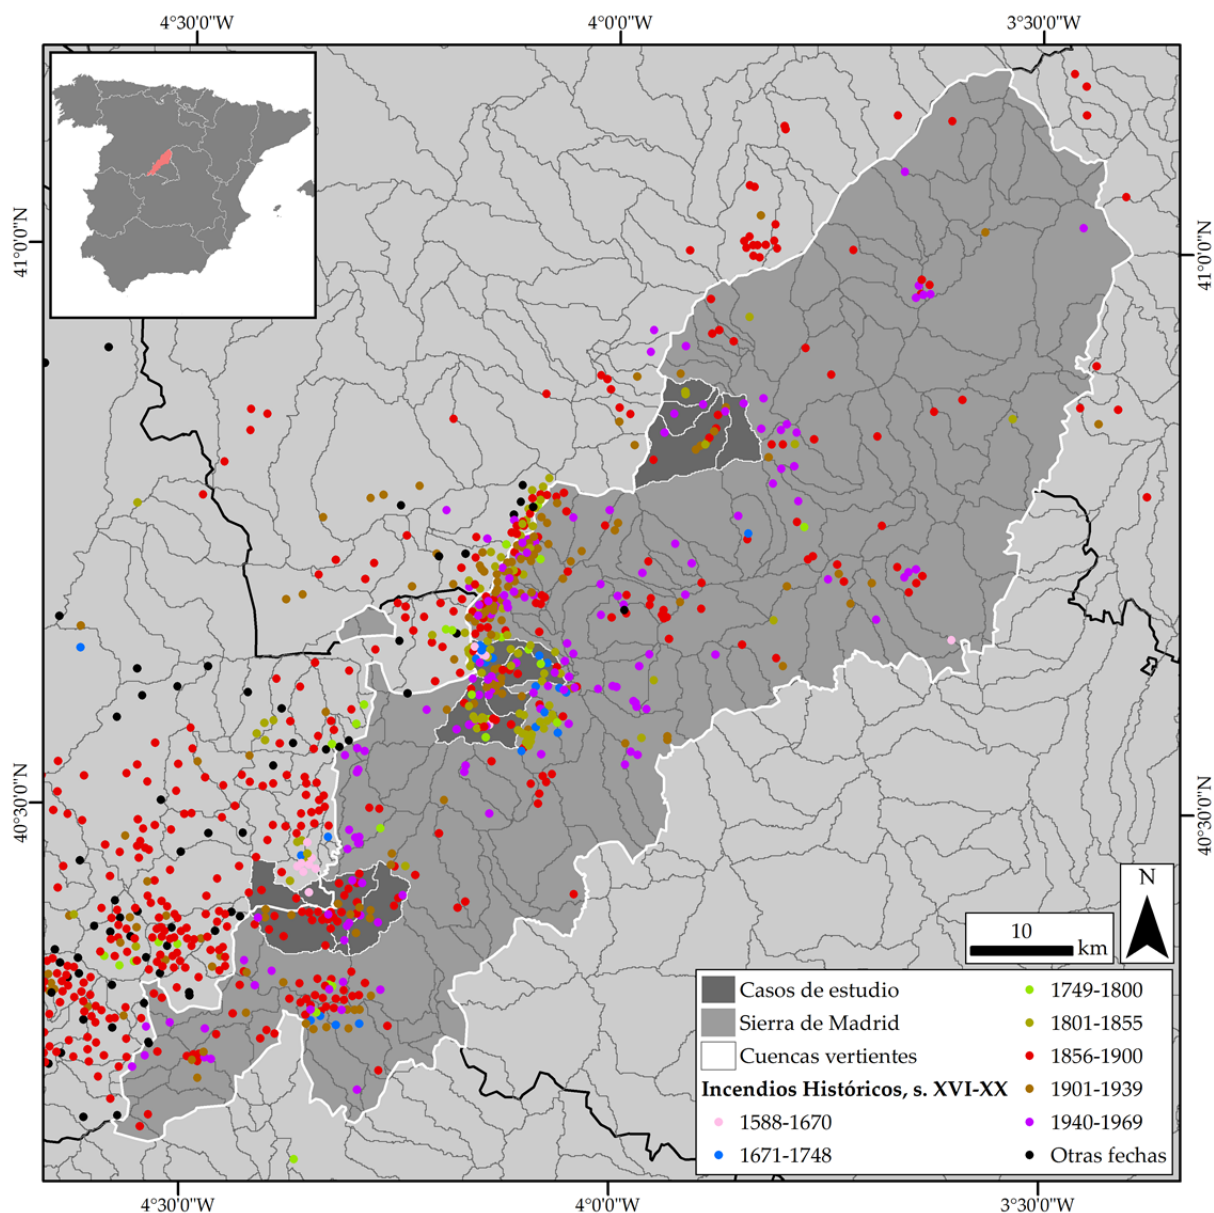 4°30'0"W
4°0'0"W
3°30'0"W
41°0'0"N
41°0'0"N
40°30'0"N
40°30'0"N
N
10
km
Casos de estudio
Sierra de Madrid
Cuencas vertientes
Incendios Históricos, s. XVI-XX
1588-1670
1671-1748
1749-1800
1801-1855
1856-1900
1901-1939
1940-1969
Otras fechas
4°30'0"W
4°0'0"W
3°30'0"W